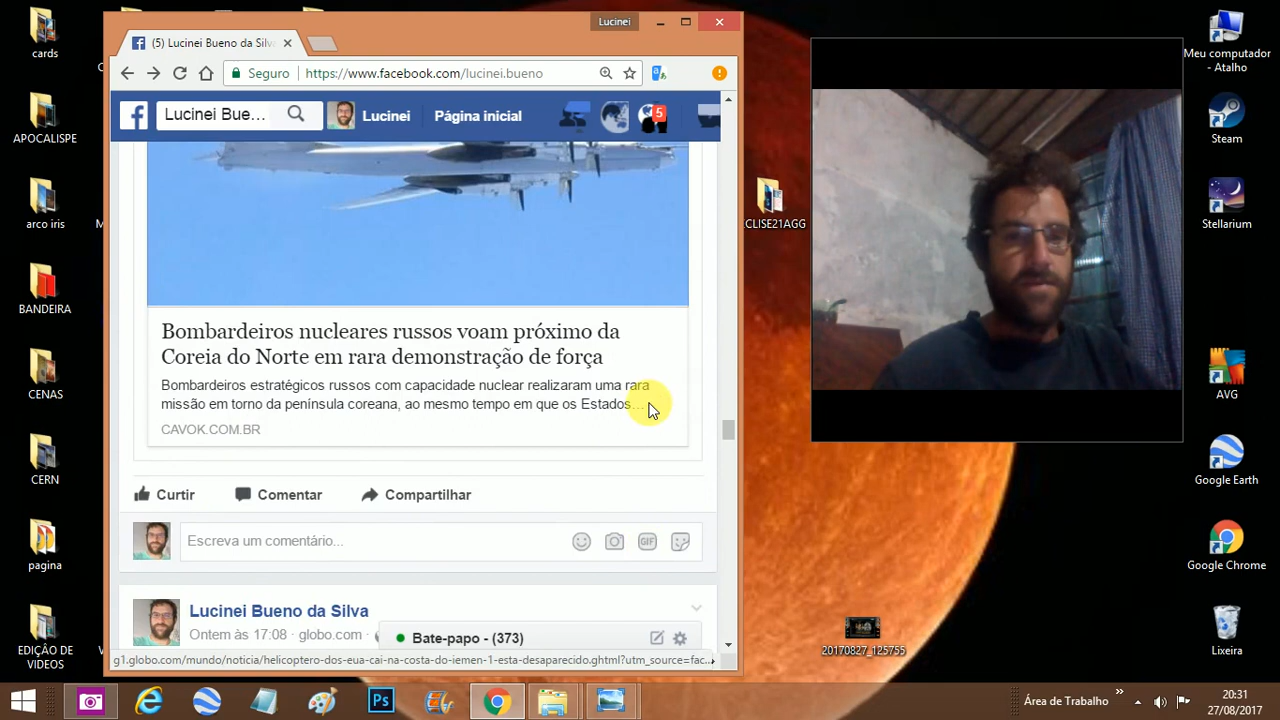 cards
APOCALISPE
arco iris
BANDEIRA
CENAS
CERN
pagina
EDIÇÃO DE VIDEOS
Lucinei
(5) Lucinei Bueno da Silv
Seguro
https://www.facebook.com/lucinei.bueno
Lucinei Bue...
Lucinei
Página inicial
5
Bombardeiros nucleares russos voam próximo da
Coreia do Norte em rara demonstração de força
Bombardeiros estratégicos russos com capacidade nuclear realizaram uma rara
missão em torno da península coreana, ao mesmo tempo em que os Estados...
CAVOK.COM.BR
Curtir
Comentar
Compartilhar
Escreva um comentário...
GIF
Lucinei Bueno da Silva
Ontem às 17:08 · globo.com ·
Bate-papo - (373)
g1.globo.com/mundo/noticia/helicoptero-dos-eua-cai-na-costa-do-iemen-1-esta-desaparecido.ghtml?utm_source=fac...
CLISE21AGG
20170827_125755
Meu computador
- Atalho
Steam
Stellarium
AVG
Google Earth
Google Chrome
Lixeira
Ps
Área de Trabalho
20:31
27/08/2017